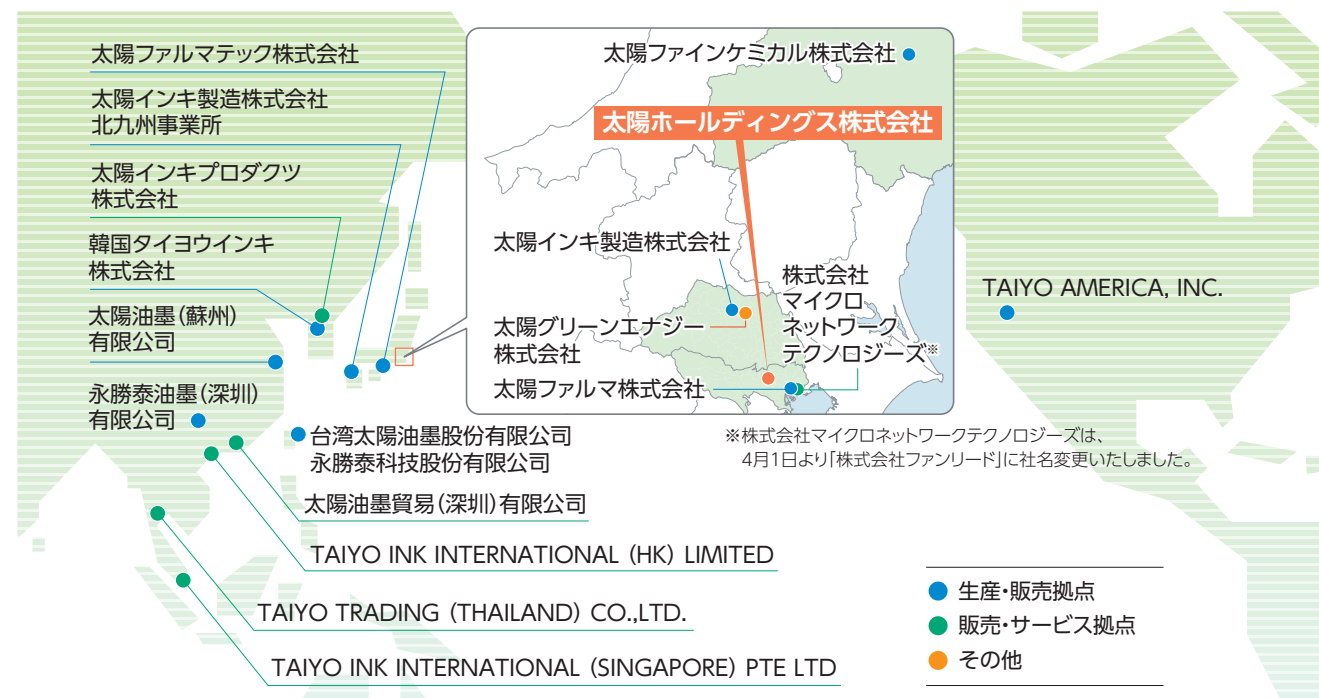 太陽ファルマテック株式会社
太陽インキ製造株式会社
北九州事業所
太陽インキプロダクツ
株式会社
韓国タイヨウインキ
株式会社
太陽油墨(蘇州)
有限公司
永勝泰油墨(深圳)
有限公司
台湾太陽油墨股份有限公司
永勝泰科技股份有限公司
太陽油墨貿易(深圳)有限公司
TAIYO INK INTERNATIONAL (HK) LIMITED
TAIYO TRADING (THAILAND) CO.,LTD.
TAIYO INK INTERNATIONAL (SINGAPORE) PTE LTD
太陽ファインケミカル株式会社
太陽ホールディングス株式会社
太陽インキ製造株式会社
太陽グリーンエナジー
株式会社
太陽ファルマ株式会社
株式会社
マイクロ
ネットワーク
テクノロジーズ※
※株式会社マイクロネットワークテクノロジーズは、
4月1日より「株式会社ファンリード」に社名変更いたしました。
TAIYO AMERICA, INC.
生産・販売拠点
販売・サービス拠点
その他